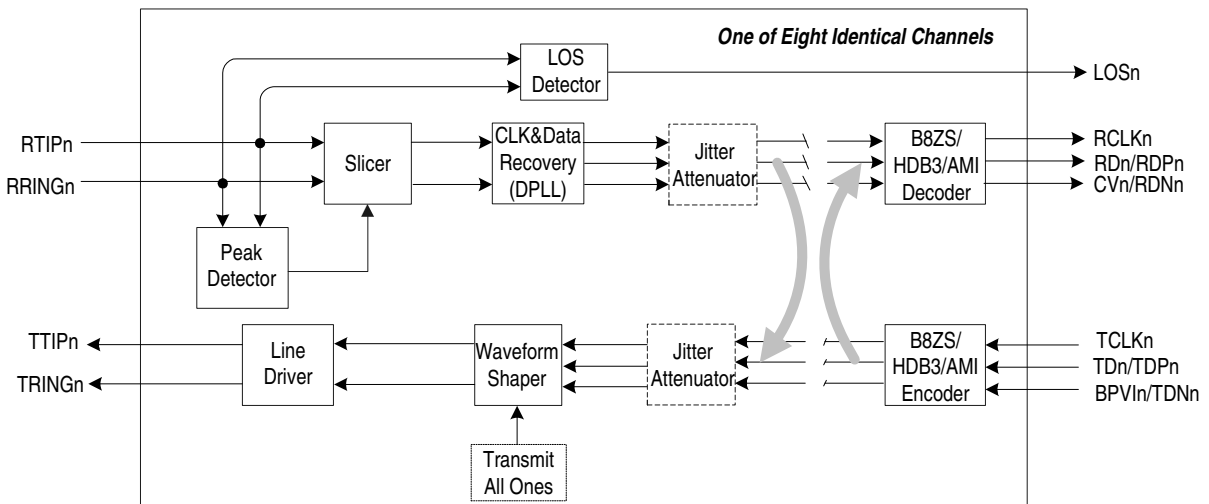 One of Eight Identical Channels
LOS
Detector
LOSn
RTIPn
RRINGn
Slicer
CLK&Data
Recovery
(DPLL)
Jitter
Attenuator
B8ZS/
HDB3/AMI
Decoder
RCLKn
RDn/RDPn
CVn/RDNn
Peak
Detector
TTIPn
TRINGn
Line
Driver
Waveform
Shaper
Jitter
Attenuator
B8ZS/
HDB3/AMI
Encoder
TCLKn
TDn/TDPn
BPVIn/TDNn
Transmit
All Ones